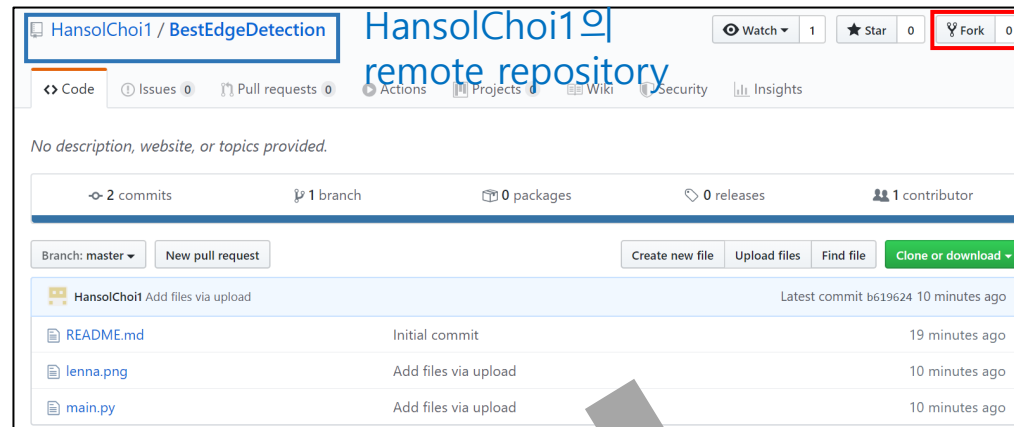 HansolChoi1 / BestEdgeDetection
HansolChoi1의
remote repository
Watch 1 Star 0 Fork 0
Code Issues 0 Pull requests 0 Actions Projects 0 Wiki Security Insights
No description, website, or topics provided.
2 commits 1 branch 0 packages 0 releases 1 contributor
Branch: master New pull request Create new file Upload files Find file Clone or download
HansolChoi1 Add files via upload Latest commit b619624 10 minutes ago
README.md Initial commit 19 minutes ago
lenna.png Add files via upload 10 minutes ago
main.py Add files via upload 10 minutes ago